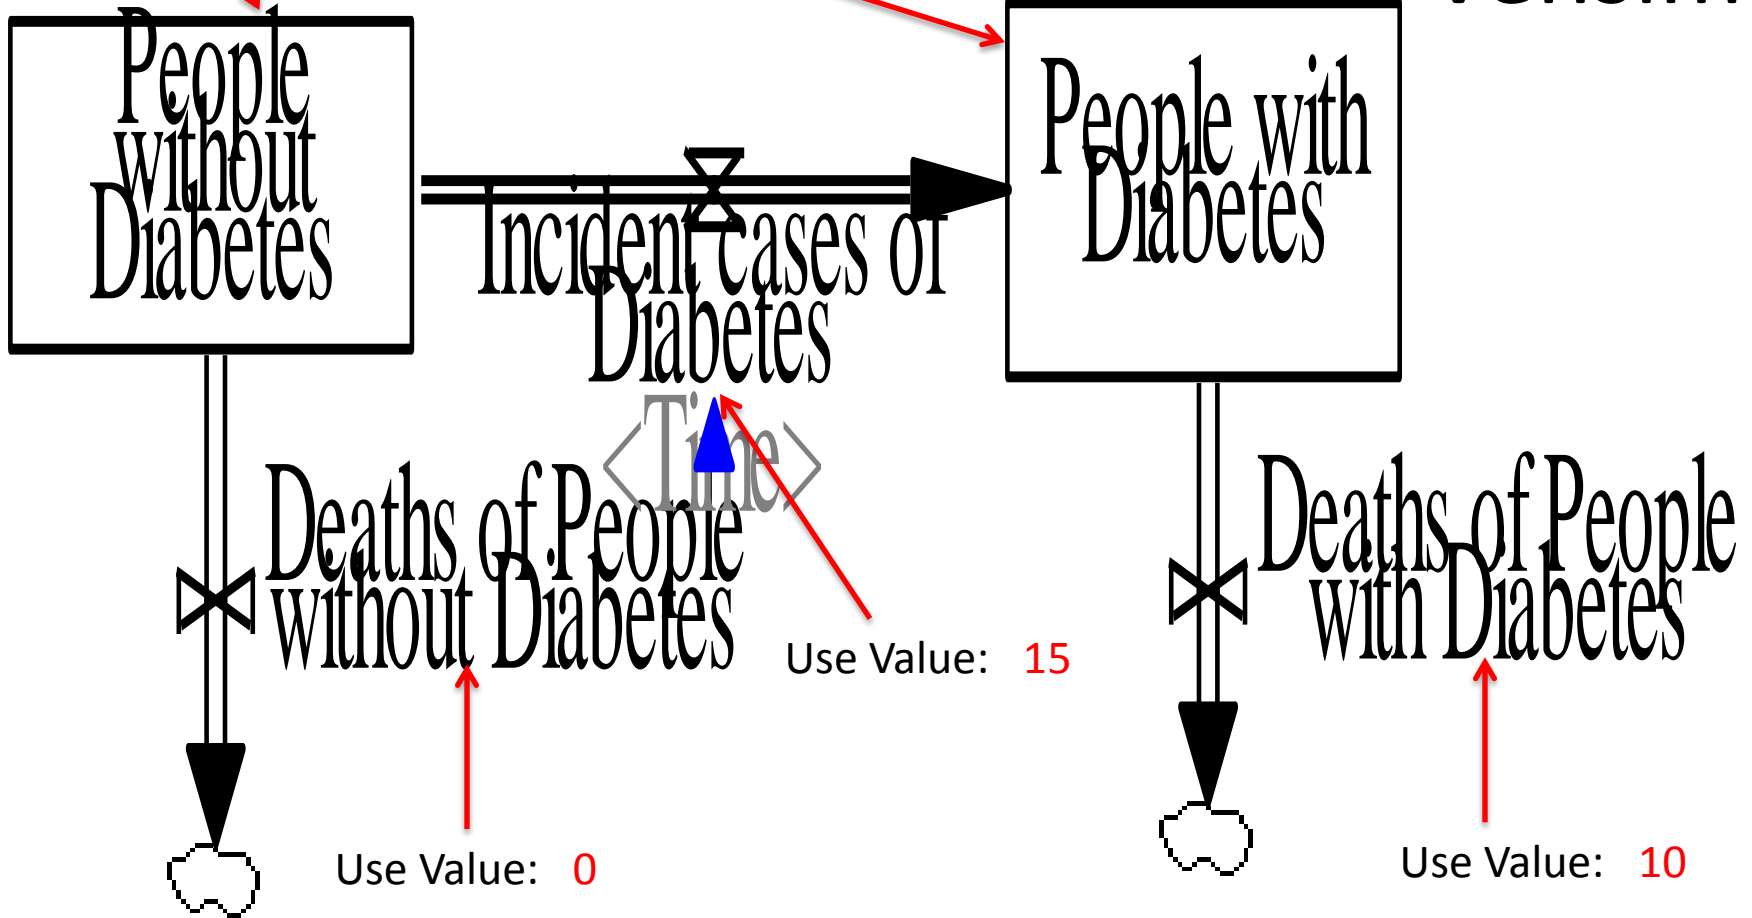 People
without
Diabetes
People with
Diabetes
Incident cases of
Diabetes
<Time>
Deaths of People
without Diabetes
Deaths of People
with Diabetes
Use Value: 15
Use Value: 0
Use Value: 10